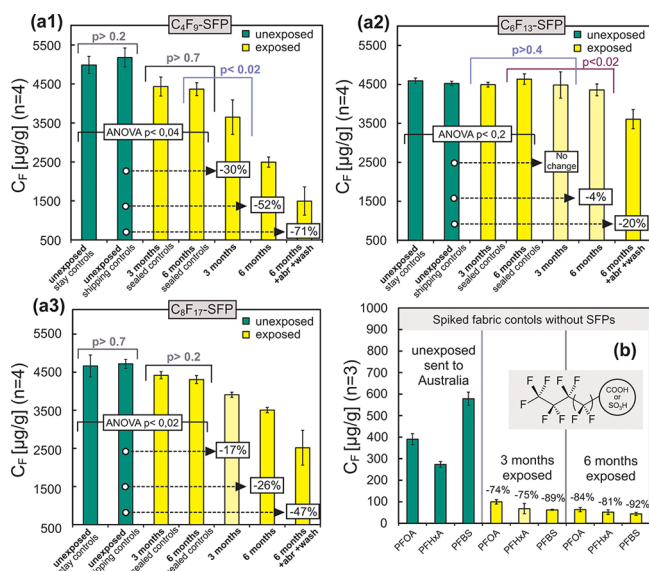 (a1) C4F9-SFP
p> 0.2
unexposed
exposed
p> 0.7
p< 0.02
ANOVA p< 0,04
-30%
-52%
-71%
CF [µg/g] (n=4)
5500
4500
3500
2500
1500
500
unexposed
stay controls
unexposed
shipping controls
3 months
sealed controls
6 months
sealed controls
3 months
6 months
6 months
+abr+wash
(a2) C6F13-SFP
unexposed
exposed
p>0.4
p<0.02
ANOVA p< 0,2
No
change
-4%
-20%
CF [µg/g] (n=4)
5500
4500
3500
2500
1500
500
unexposed
stay controls
unexposed
shipping controls
3 months
sealed controls
6 months
sealed controls
3 months
6 months
6 months
+abr+wash
(a3) C8F17-SFP
p> 0.7
unexposed
exposed
p> 0.2
ANOVA p< 0,02
-17%
-26%
-47%
CF [µg/g] (n=4)
5500
4500
3500
2500
1500
500
unexposed
stay controls
unexposed
shipping controls
3 months
sealed controls
6 months
sealed controls
3 months
6 months
6 months
+abr+wash
Spiked fabric contols without SFPs
(b)
unexposed
sent to
Australia
F F F F F
F F F F
COOH
or
SO3H
3 months
exposed
6 months
exposed
-74% -75% -89% -84% -81% -92%
CF [µg/g] (n=3)
1000
900
800
700
600
500
400
300
200
100
0
PFOA PFHxA PFBS PFOA PFHxA PFBS PFOA PFHxA PFBS